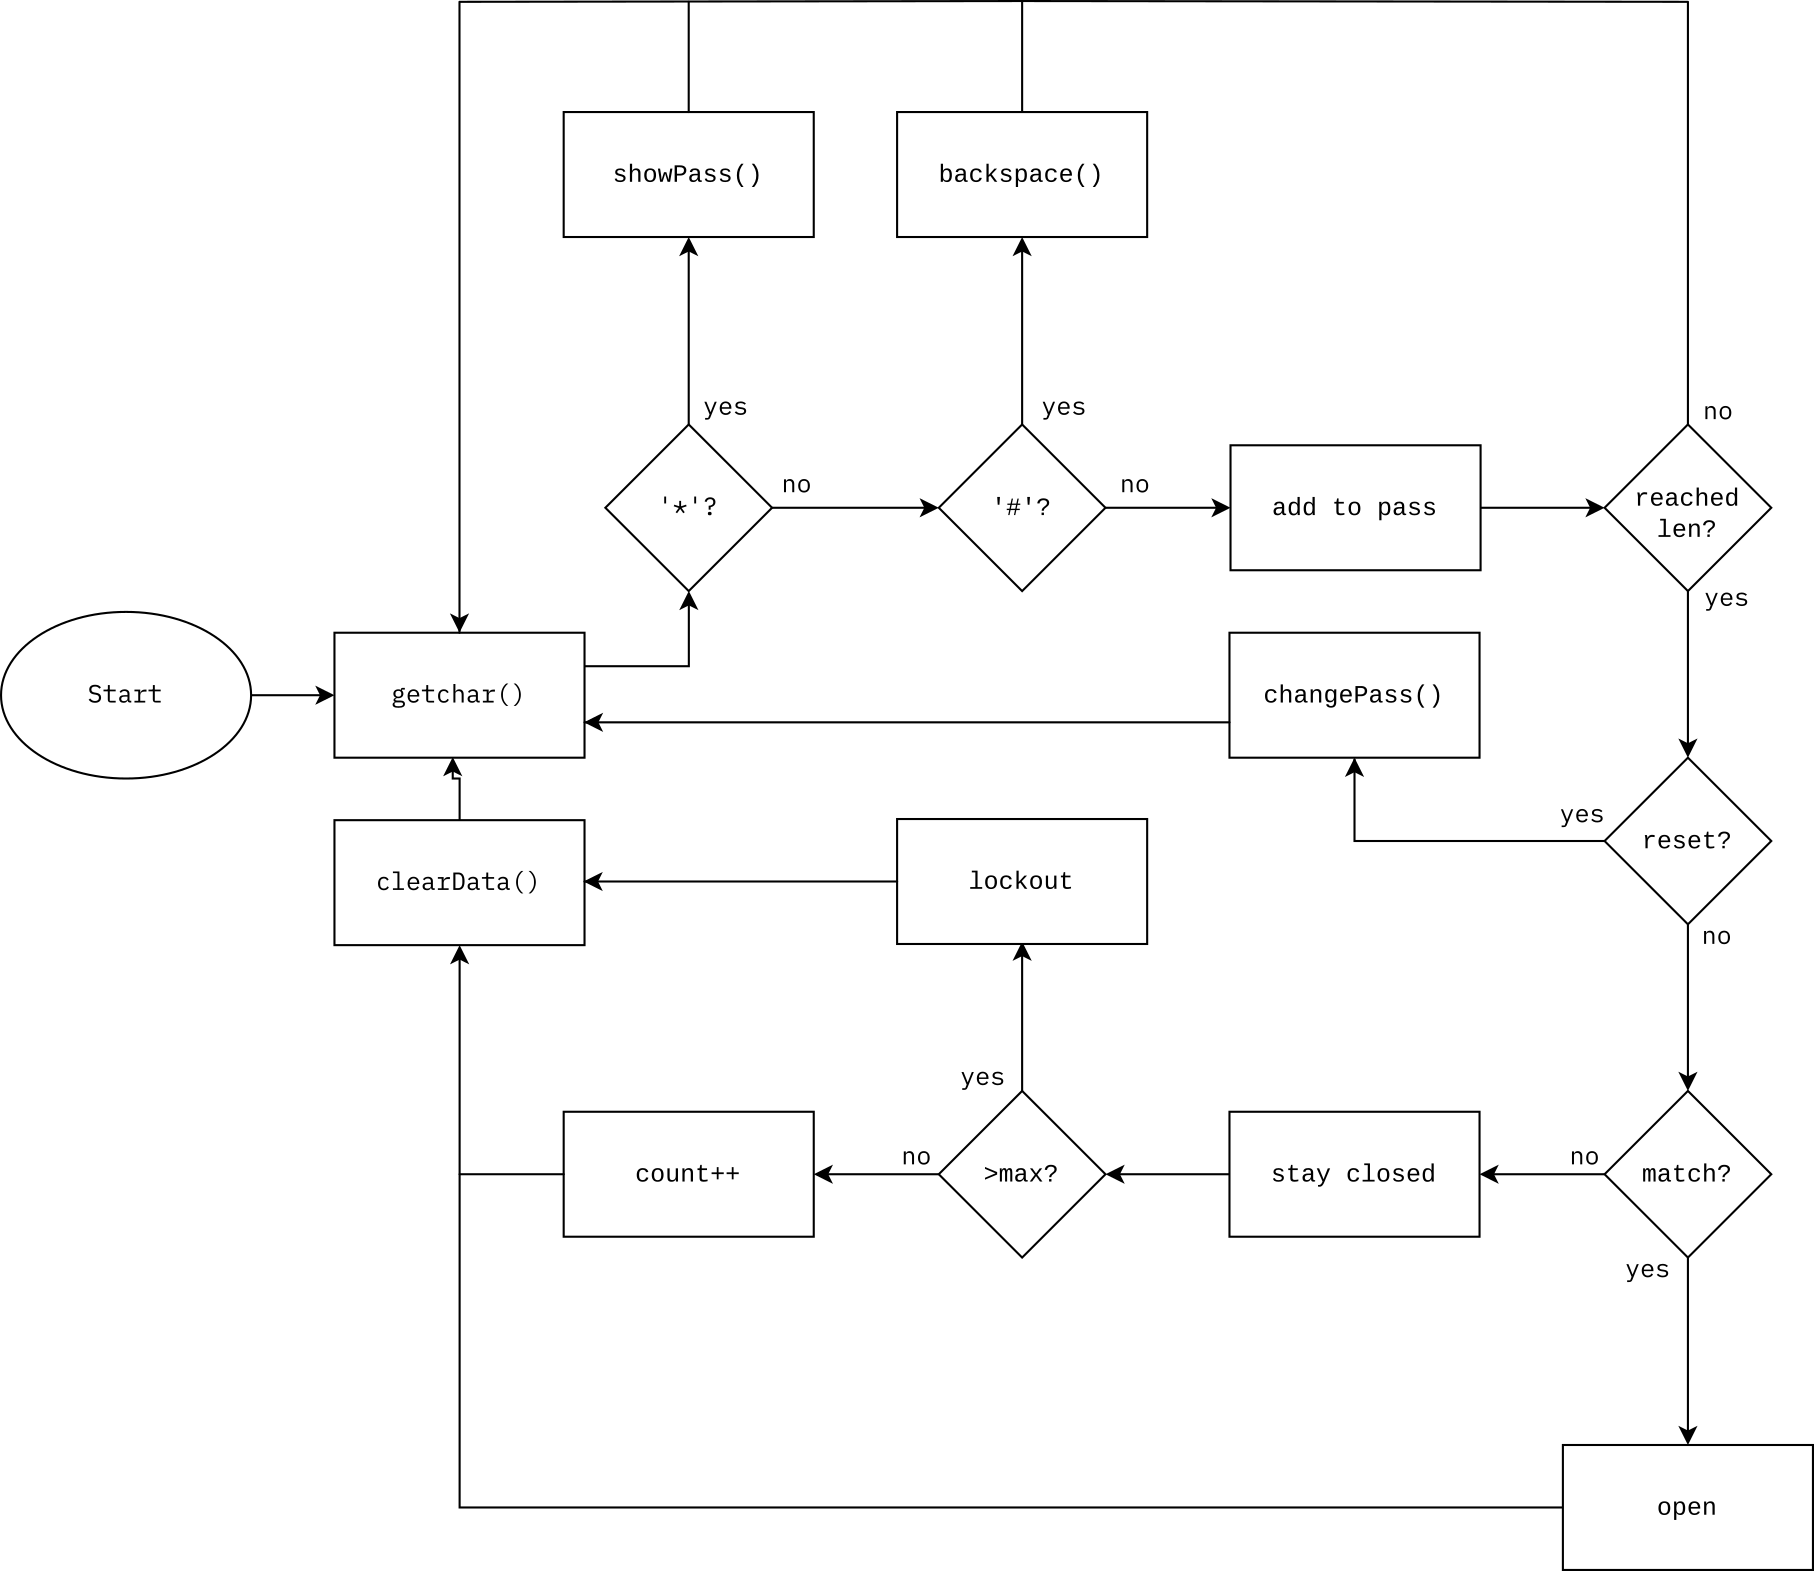 showPass()
backspace()
yes
yes
no
no
no
'*'?
'#'?
add to pass
reached
len?
yes
Start
getchar()
changePass()
yes
reset?
clearData()
lockout
no
yes
no
no
count++
>max?
stay closed
match?
yes
open